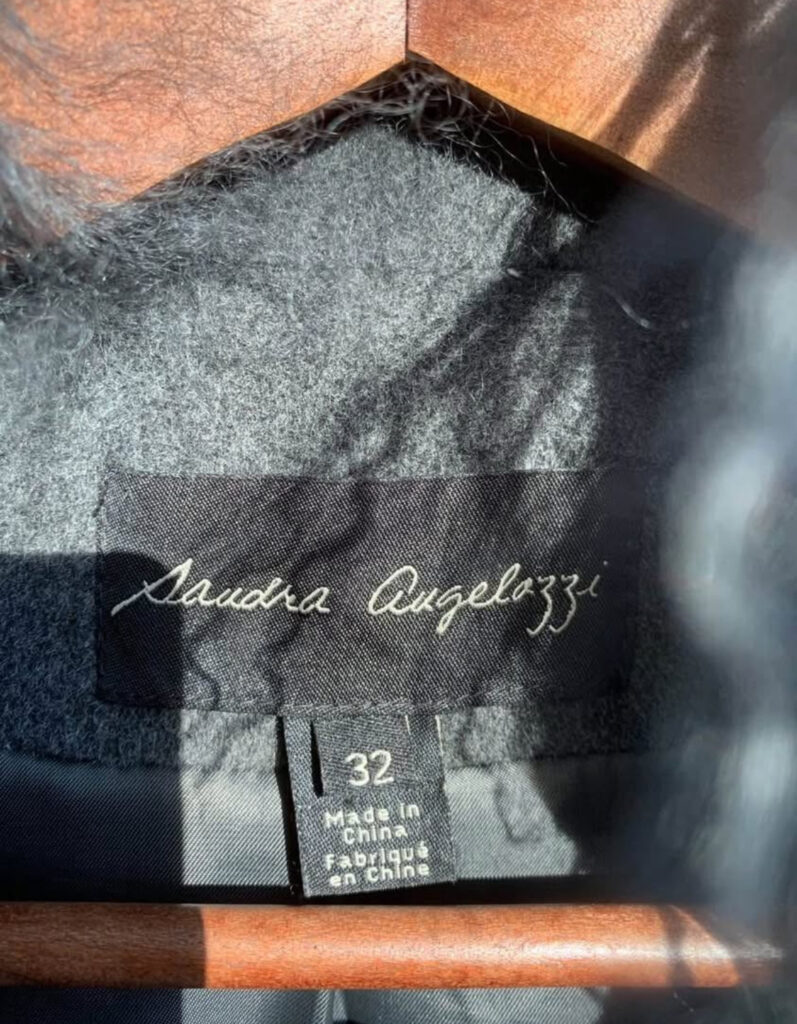 Sandra Angelozzi
32
Made in
China
Fabriqué
en Chine